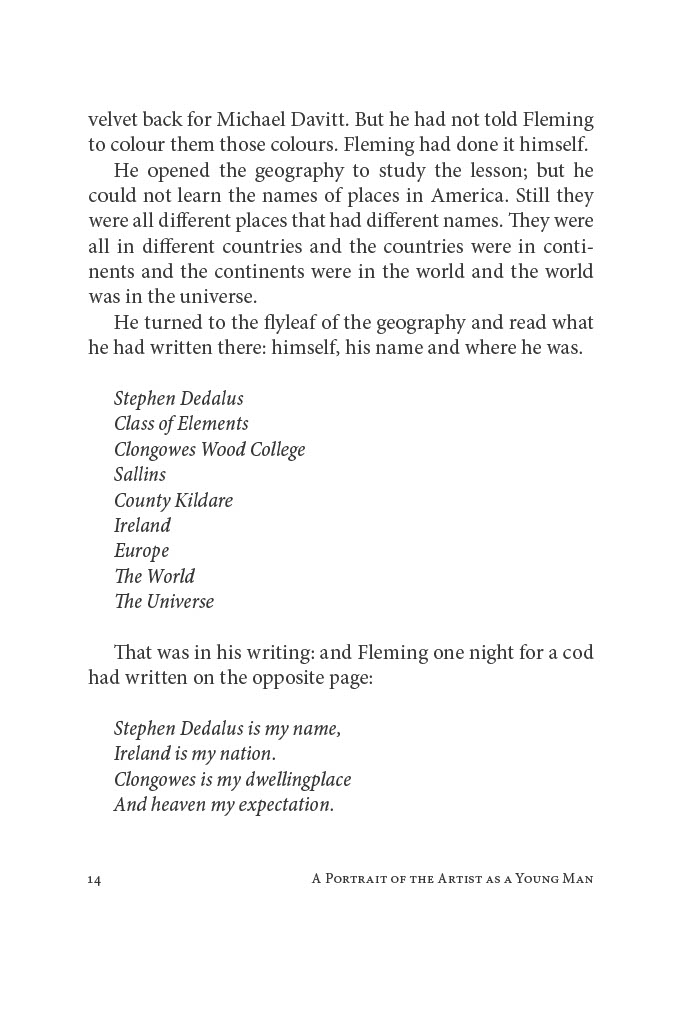 velvet back for Michael Davitt. But he had not told Fleming
to colour them those colours. Fleming had done it himself.
He opened the geography to study the lesson; but he
could not learn the names of places in America. Still they
were all different places that had different names. They were
all in different countries and the countries were in conti-
nents and the continents were in the world and the world
was in the universe.
He turned to the flyleaf of the geography and read what
he had written there: himself, his name and where he was.
Stephen Dedalus
Class of Elements
Clongowes Wood College
Sallins
County Kildare
Ireland
Europe
The World
The Universe
That was in his writing: and Fleming one night for a cod
had written on the opposite page:
Stephen Dedalus is my name,
Ireland is my nation.
Clongowes is my dwellingplace
And heaven my expectation.
14 A Portrait of the Artist as a Young Man